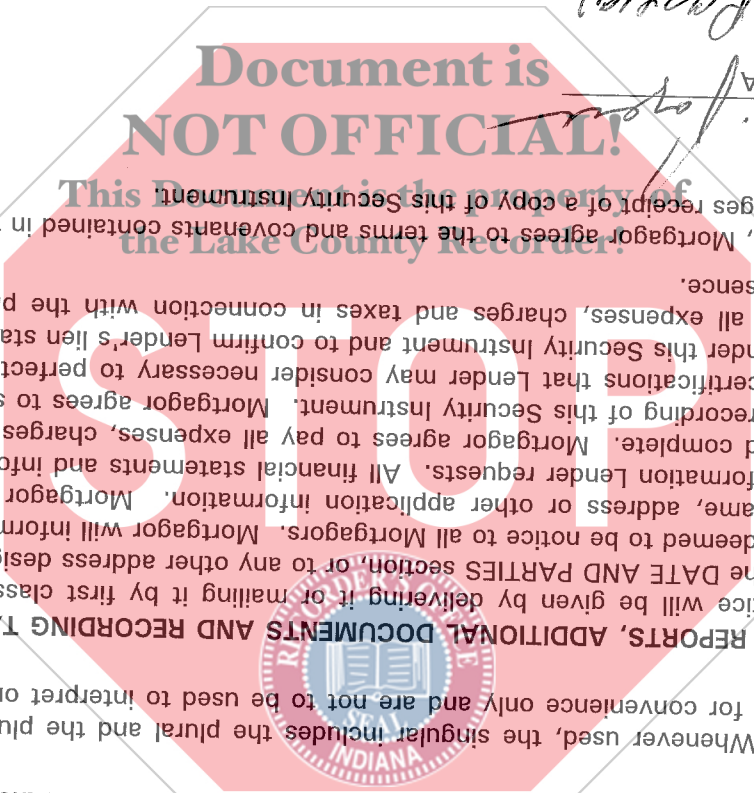 Document is
NOT OFFICIAL!
This Document is the property of
the Lake County Recorder!
STOP
RECORDER'S OFFICE
SEAL
INDIANA
Whenever used, the singular includes the plural and the plu
for convenience only and are not to be used to interpret or
REPORTS, ADDITIONAL DOCUMENTS AND RECORDING T
ice will be given by delivering it or mailing it by first class
ne DATE AND PARTIES section, or to any other address desig
deemed to be notice to all Mortgagors. Mortgagor will inform
ame, address or other application information. Mortgagor
formation Lender requests. All financial statements and info
d complete. Mortgagor agrees to pay all expenses, charges
recording of this Security Instrument. Mortgagor agrees to s
certifications that Lender may consider necessary to perfect
nder this Security Instrument and to confirm Lender's lien sta
all expenses, charges and taxes in connection with the p
sence.
, Mortgagor agrees to the terms and covenants contained in
ges receipt of a copy of this Security Instrument.